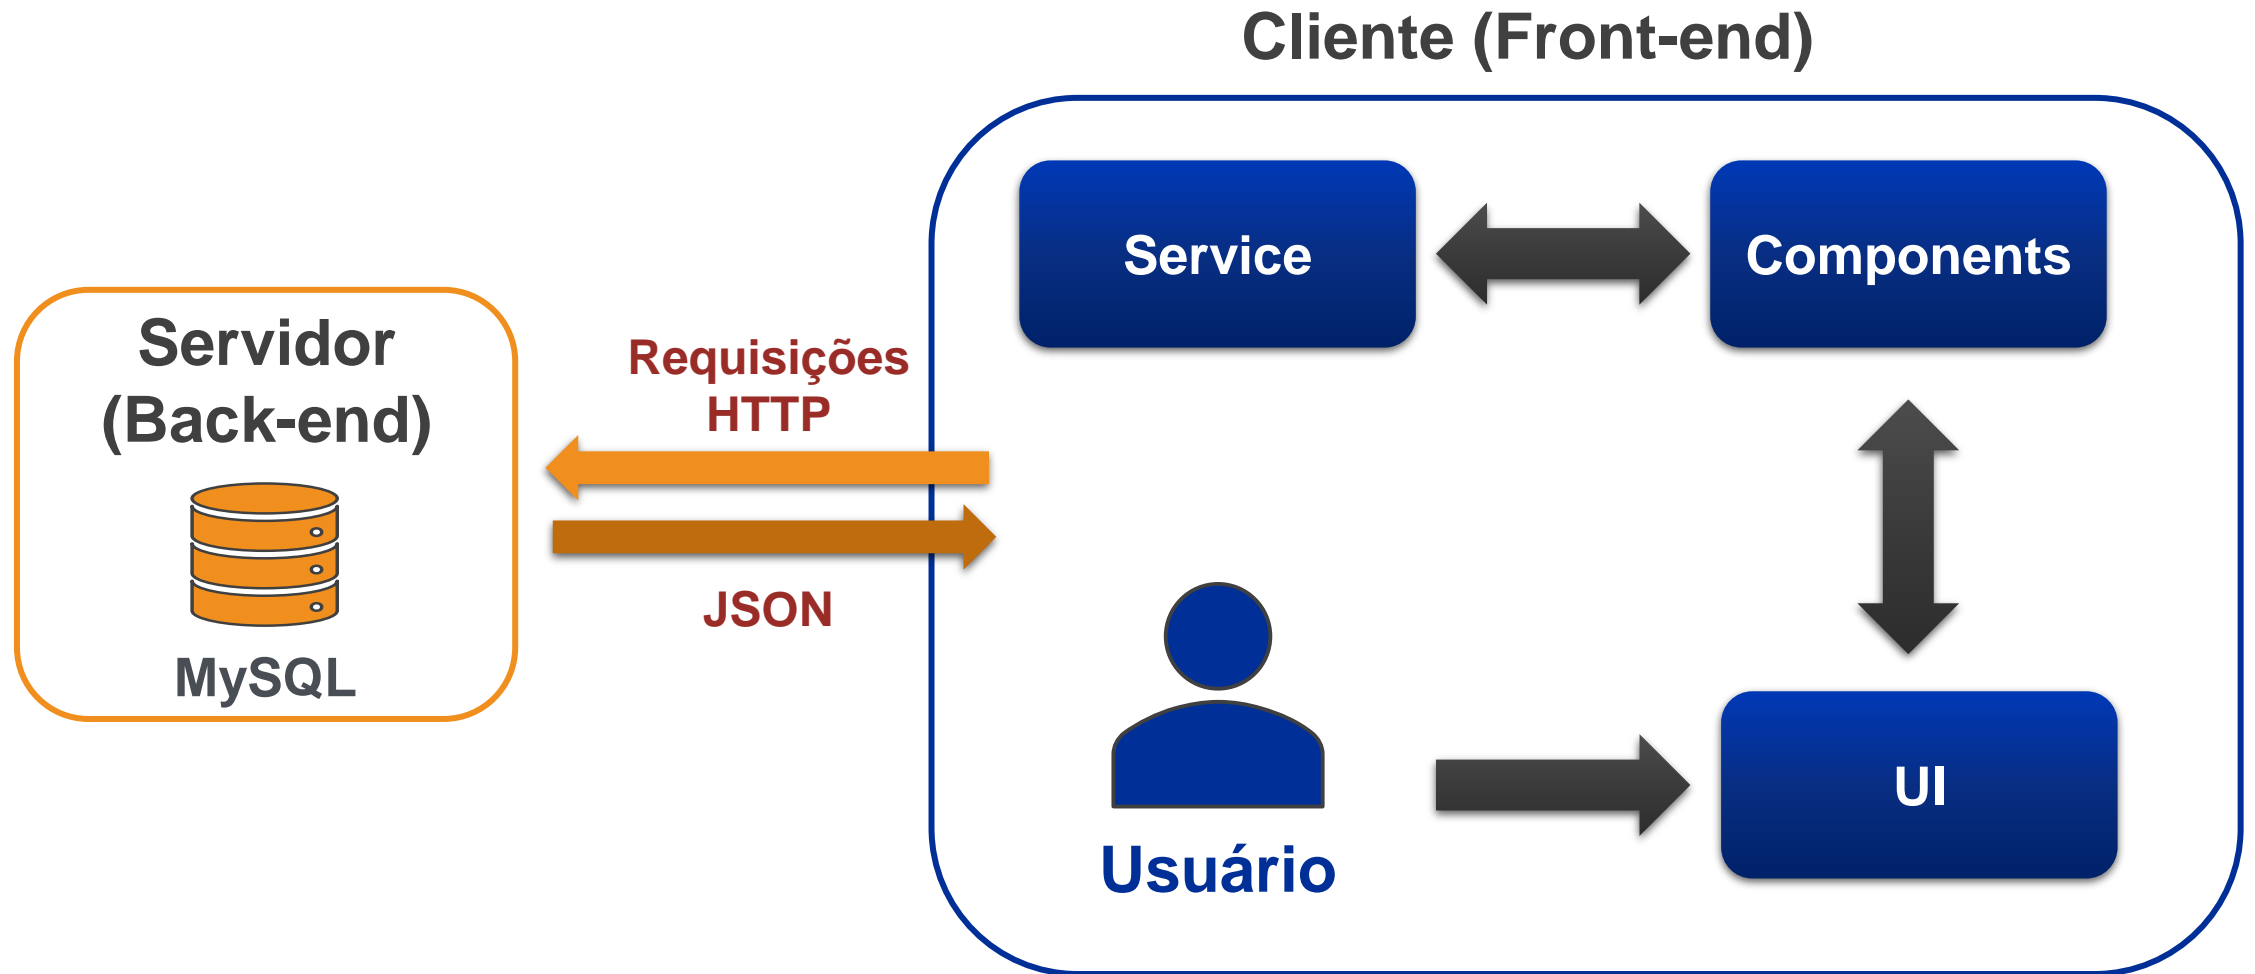 Cliente (Front-end)
Service
Components
Servidor
(Back-end)
MySQL
Requisições
HTTP
JSON
Usuário
UI